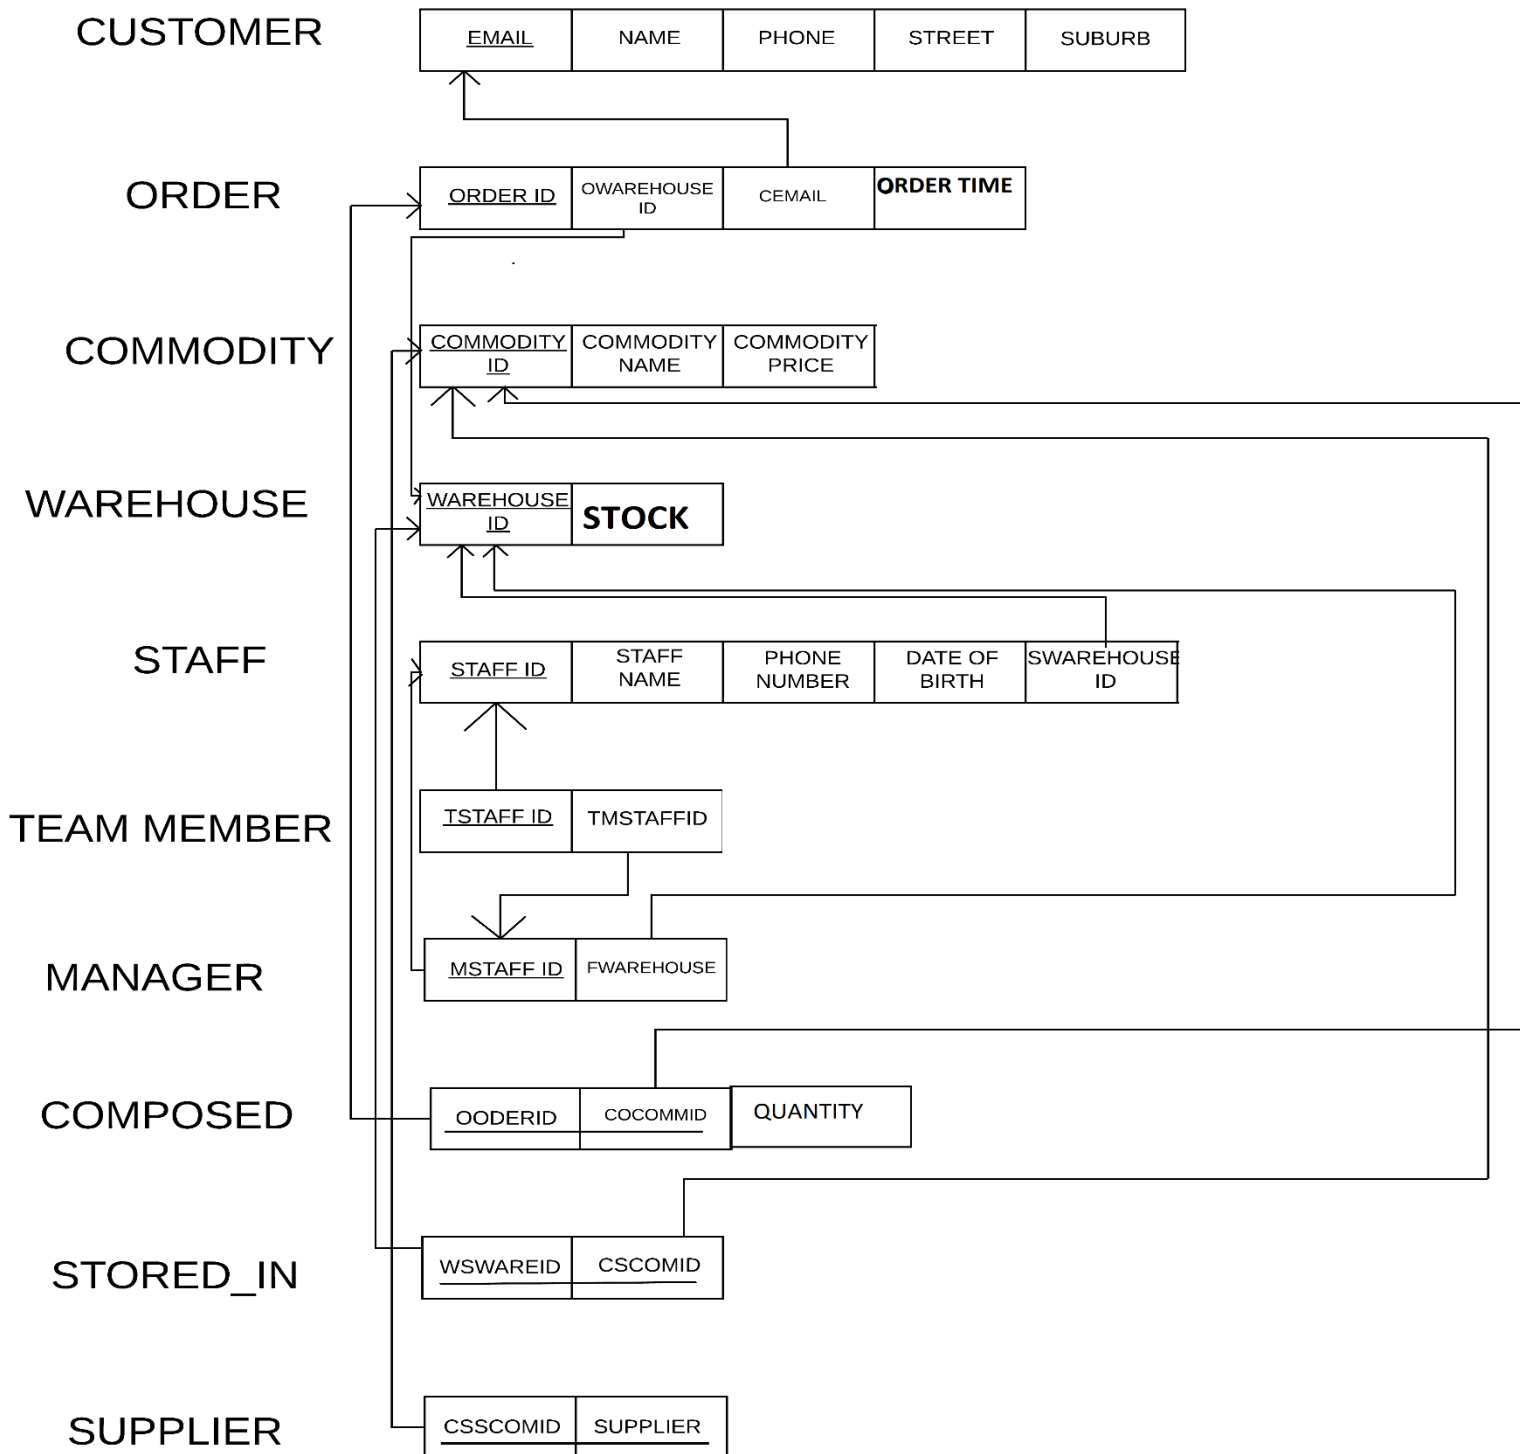 CUSTOMER
EMAIL NAME PHONE STREET SUBURB
ORDER
ORDER ID
OWAREHOUSE
ID
CEMAIL
ORDER TIME
COMMODITY
COMMODITY
ID
COMMODITY
NAME
COMMODITY
PRICE
WAREHOUSE
WAREHOUSE
ID
STOCK
STAFF
STAFF ID
STAFF
NAME
PHONE
NUMBER
DATE OF
BIRTH
SWAREHOUSE
ID
TEAM MEMBER
TSTAFF ID TMSTAFFID
MANAGER
MSTAFF ID FWAREHOUSE
COMPOSED
OODERID COCOMMID QUANTITY
STORED_IN
WSWAREID CSCOMID
SUPPLIER
CSSCOMID SUPPLIER